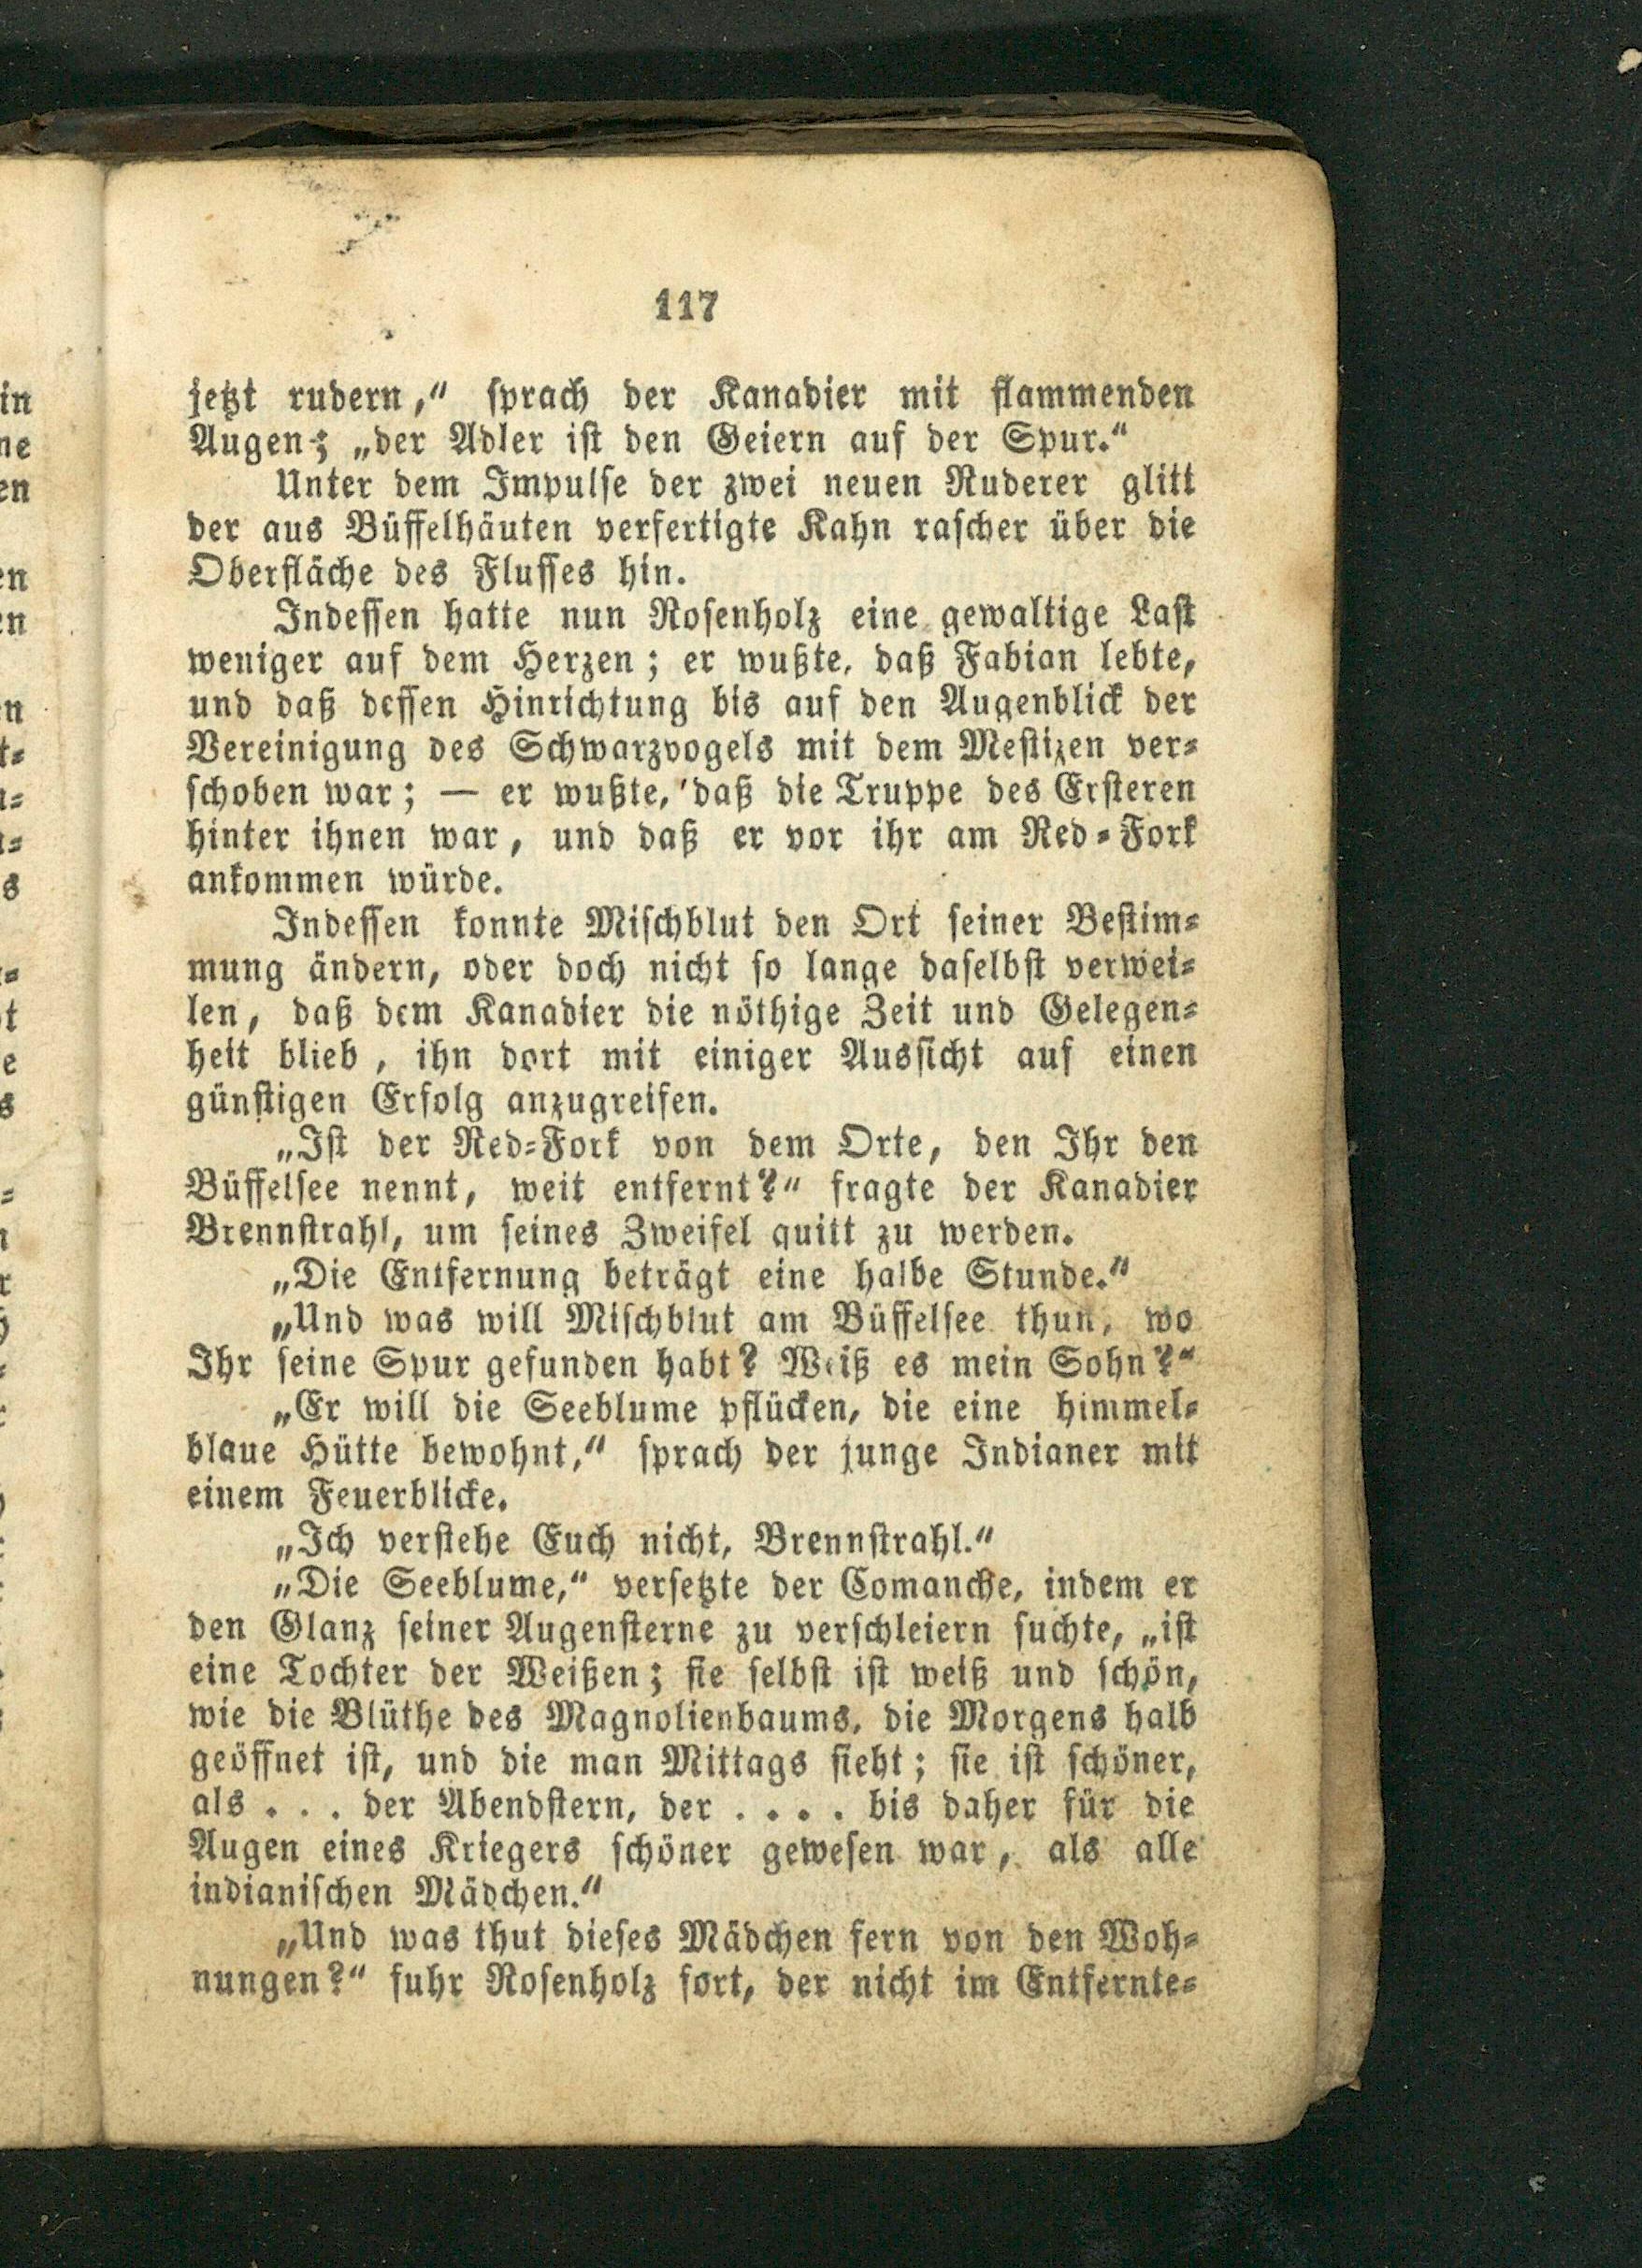 117
jetzt rudern,“ sprach der Kanadier mit flammenden
Augen; „der Adler ist den Geiern auf der Spur.“
Unter dem Impulse der zwei neuen Ruderer glitt
der aus Büffelhäuten verfertigte Kahn rascher über die
Oberfläche des Flusses hin.
Indessen hatte nun Rosenholz eine gewaltige Last
weniger auf dem Herzen; er wußte, daß Fabian lebte,
und daß dessen Hinrichtung bis auf den Augenblick der
Vereinigung des Schwarzvogels mit dem Mestizen ver-
schoben war; — er wußte, daß die Truppe des Ersteren
hinter ihnen war, und daß er vor ihr am Red-Fork
ankommen würde.
Indessen konnte Mischblut den Ort seiner Bestim-
mung ändern, oder doch nicht so lange daselbst verwei-
len, daß dem Kanadier die nöthige Zeit und Gelegen-
heit blieb, ihn dort mit einiger Aussicht auf einen
günstigen Erfolg anzugreifen.
„Ist der Red-Fork von dem Orte, den Ihr den
Büffelsee nennt, weit entfernt?“ fragte der Kanadier
Brennstrahl, um seines Zweifel quitt zu werden.
„Die Entfernung beträgt eine halbe Stunde.“
„Und was will Mischblut am Büffelsee thun, wo
Ihr seine Spur gefunden habt? Weiß es mein Sohn?“
„Er will die Seeblume pflücken, die eine himmel-
blaue Hütte bewohnt,“ sprach der junge Indianer mit
einem Feuerblicke.
„Ich verstehe Euch nicht, Brennstrahl.“
„Die Seeblume,“ versetzte der Comanche, indem er
den Glanz seiner Augensterne zu verschleiern suchte, „ist
eine Tochter der Weißen; sie selbst ist weiß und schön,
wie die Blüthe des Magnolienbaums, die Morgens halb
geöffnet ist, und die man Mittags sieht; sie ist schöner,
als . . . der Abendstern, der . . . . bis daher für die
Augen eines Kriegers schöner gewesen war, als alle
indianischen Mädchen.“
„Und was thut dieses Mädchen fern von den Woh-
nungen?“ fuhr Rosenholz fort, der nicht im Entfernte-